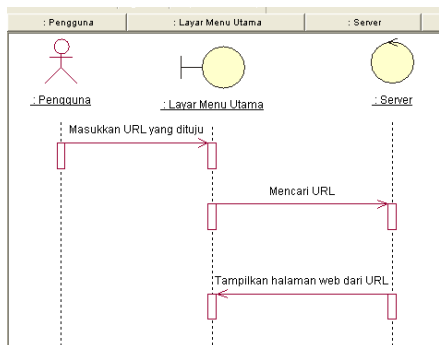 : Pengguna
: Layar Menu Utama
: Server
: Pengguna
: Layar Menu Utama
: Server
Masukkan URL yang dituju
Mencari URL
Tampilkan halaman web dari URL